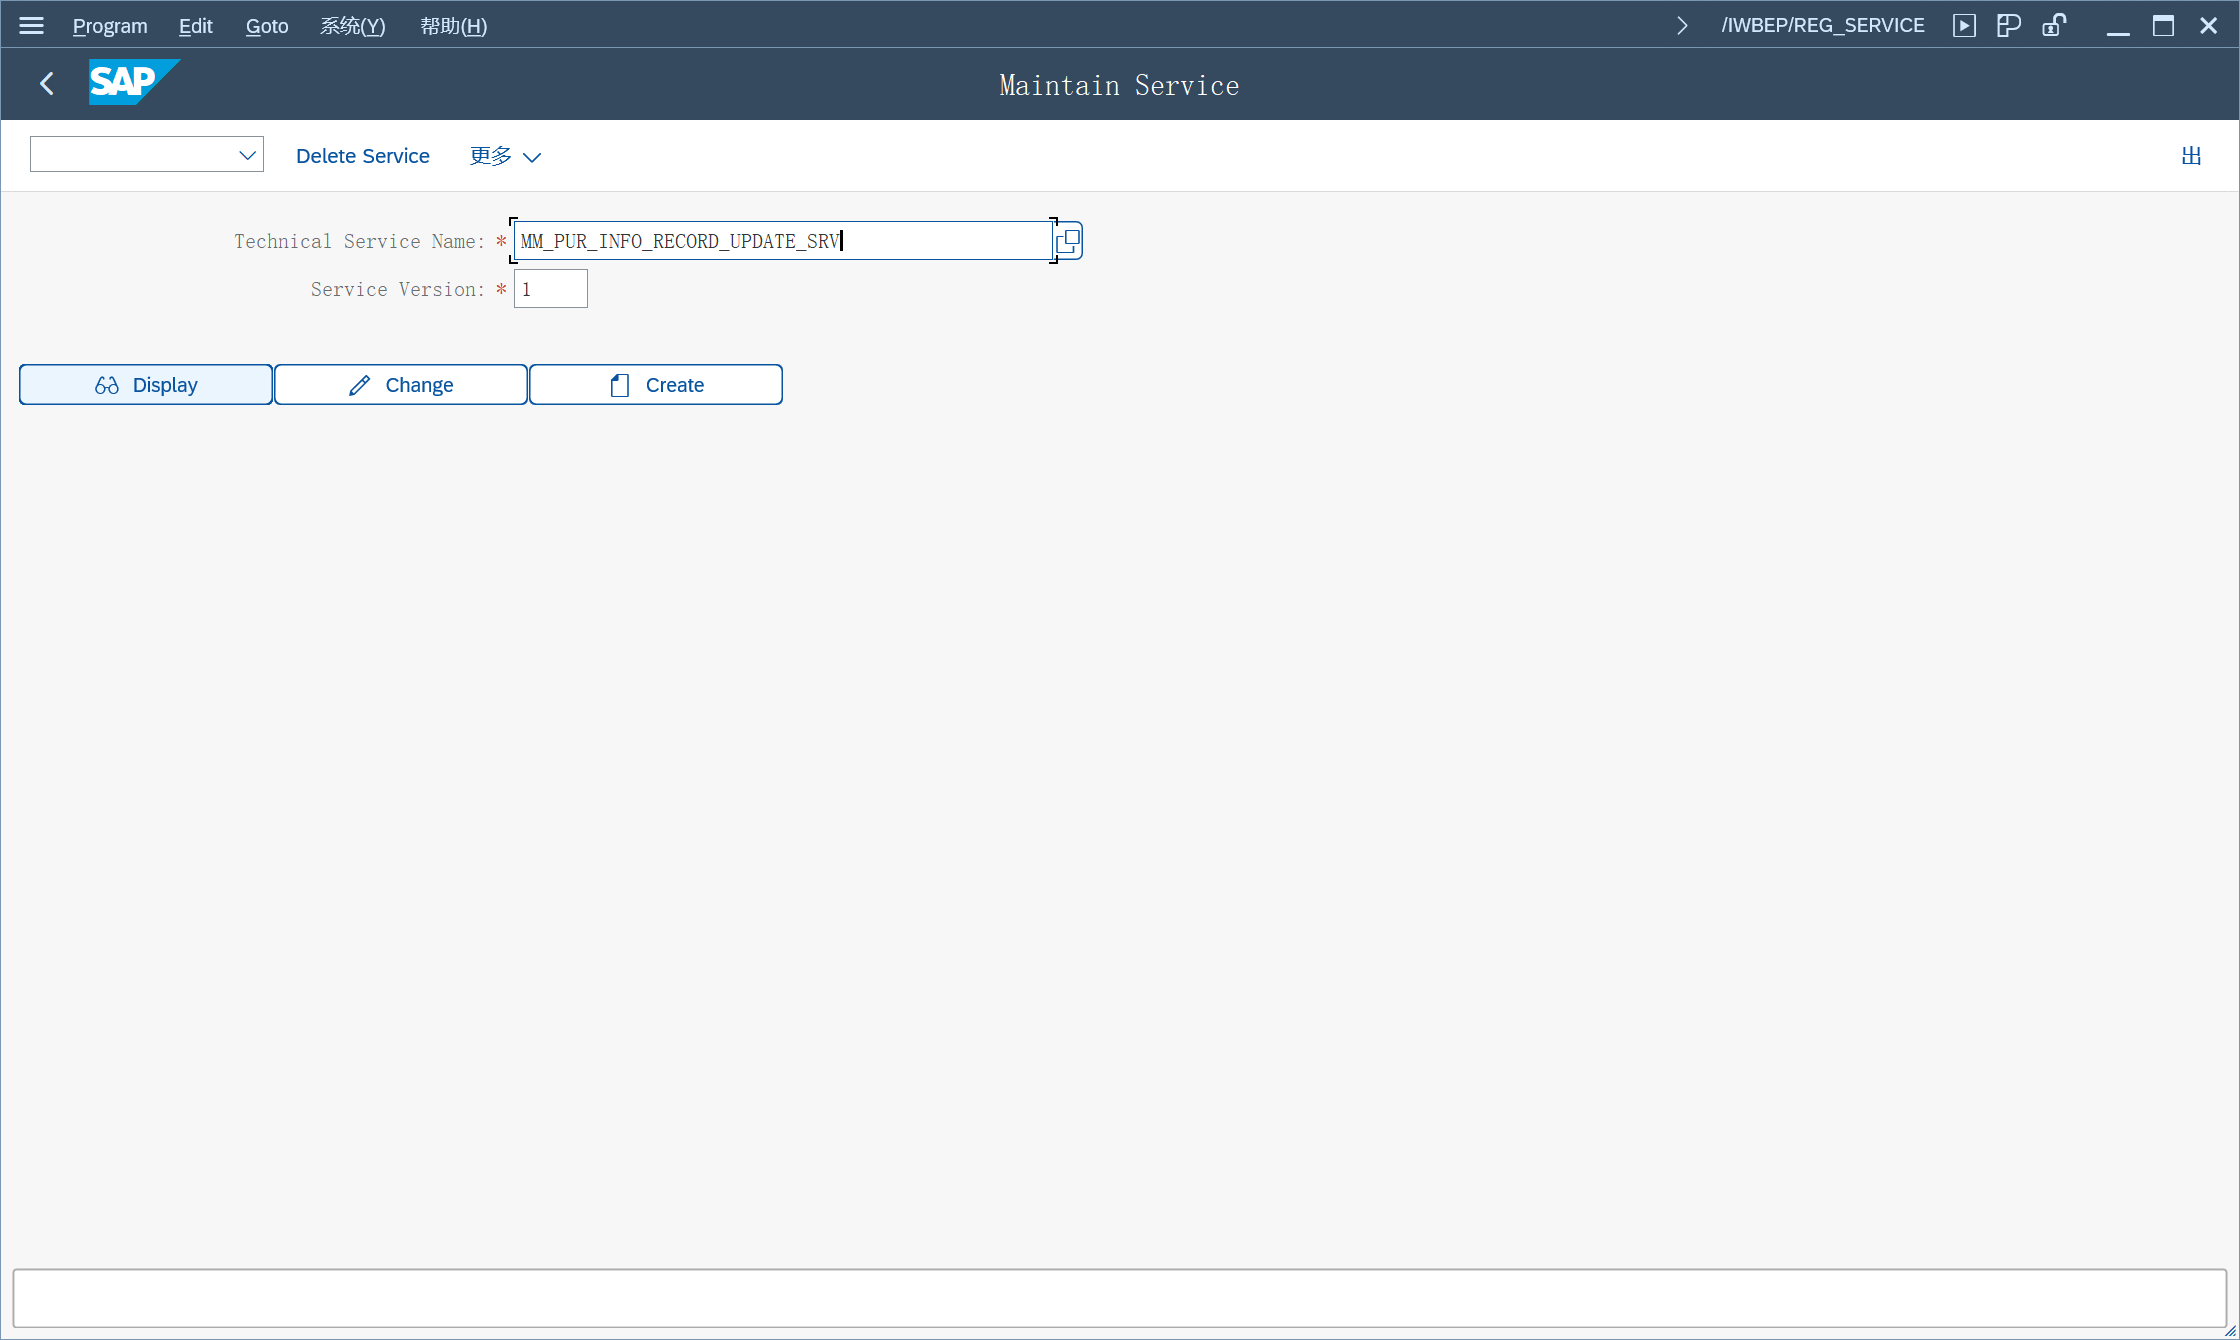 Program Edit Goto 系统(Y) 帮助(H) /IWBEP/REG_SERVICE
SAP Maintain Service
Delete Service 更多 出
Technical Service Name: * MM_PUR_INFO_RECORD_UPDATE_SRV
Service Version: * 1
Display Change Create